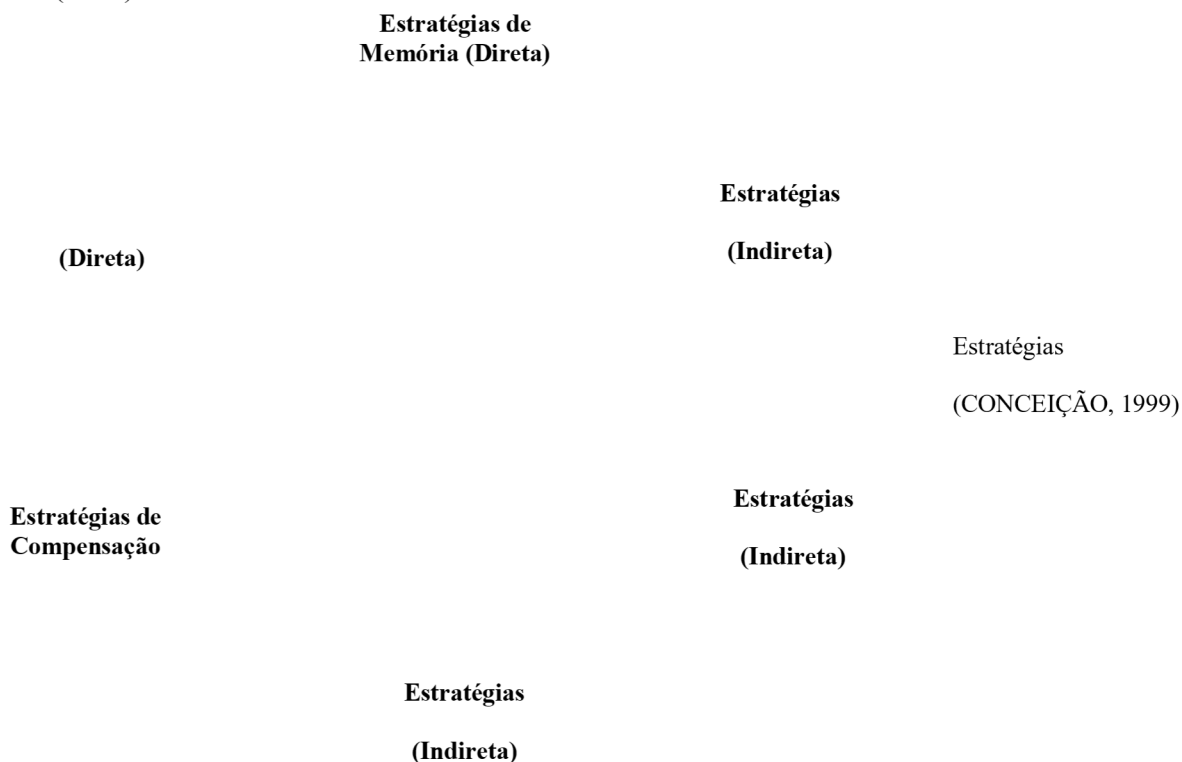 Estratégias de
Memória (Direta)
Estratégias
(Indireta)
(Direta)
Estratégias
(CONCEIÇÃO, 1999)
Estratégias
(Indireta)
Estratégias de
Compensação
Estratégias
(Indireta)